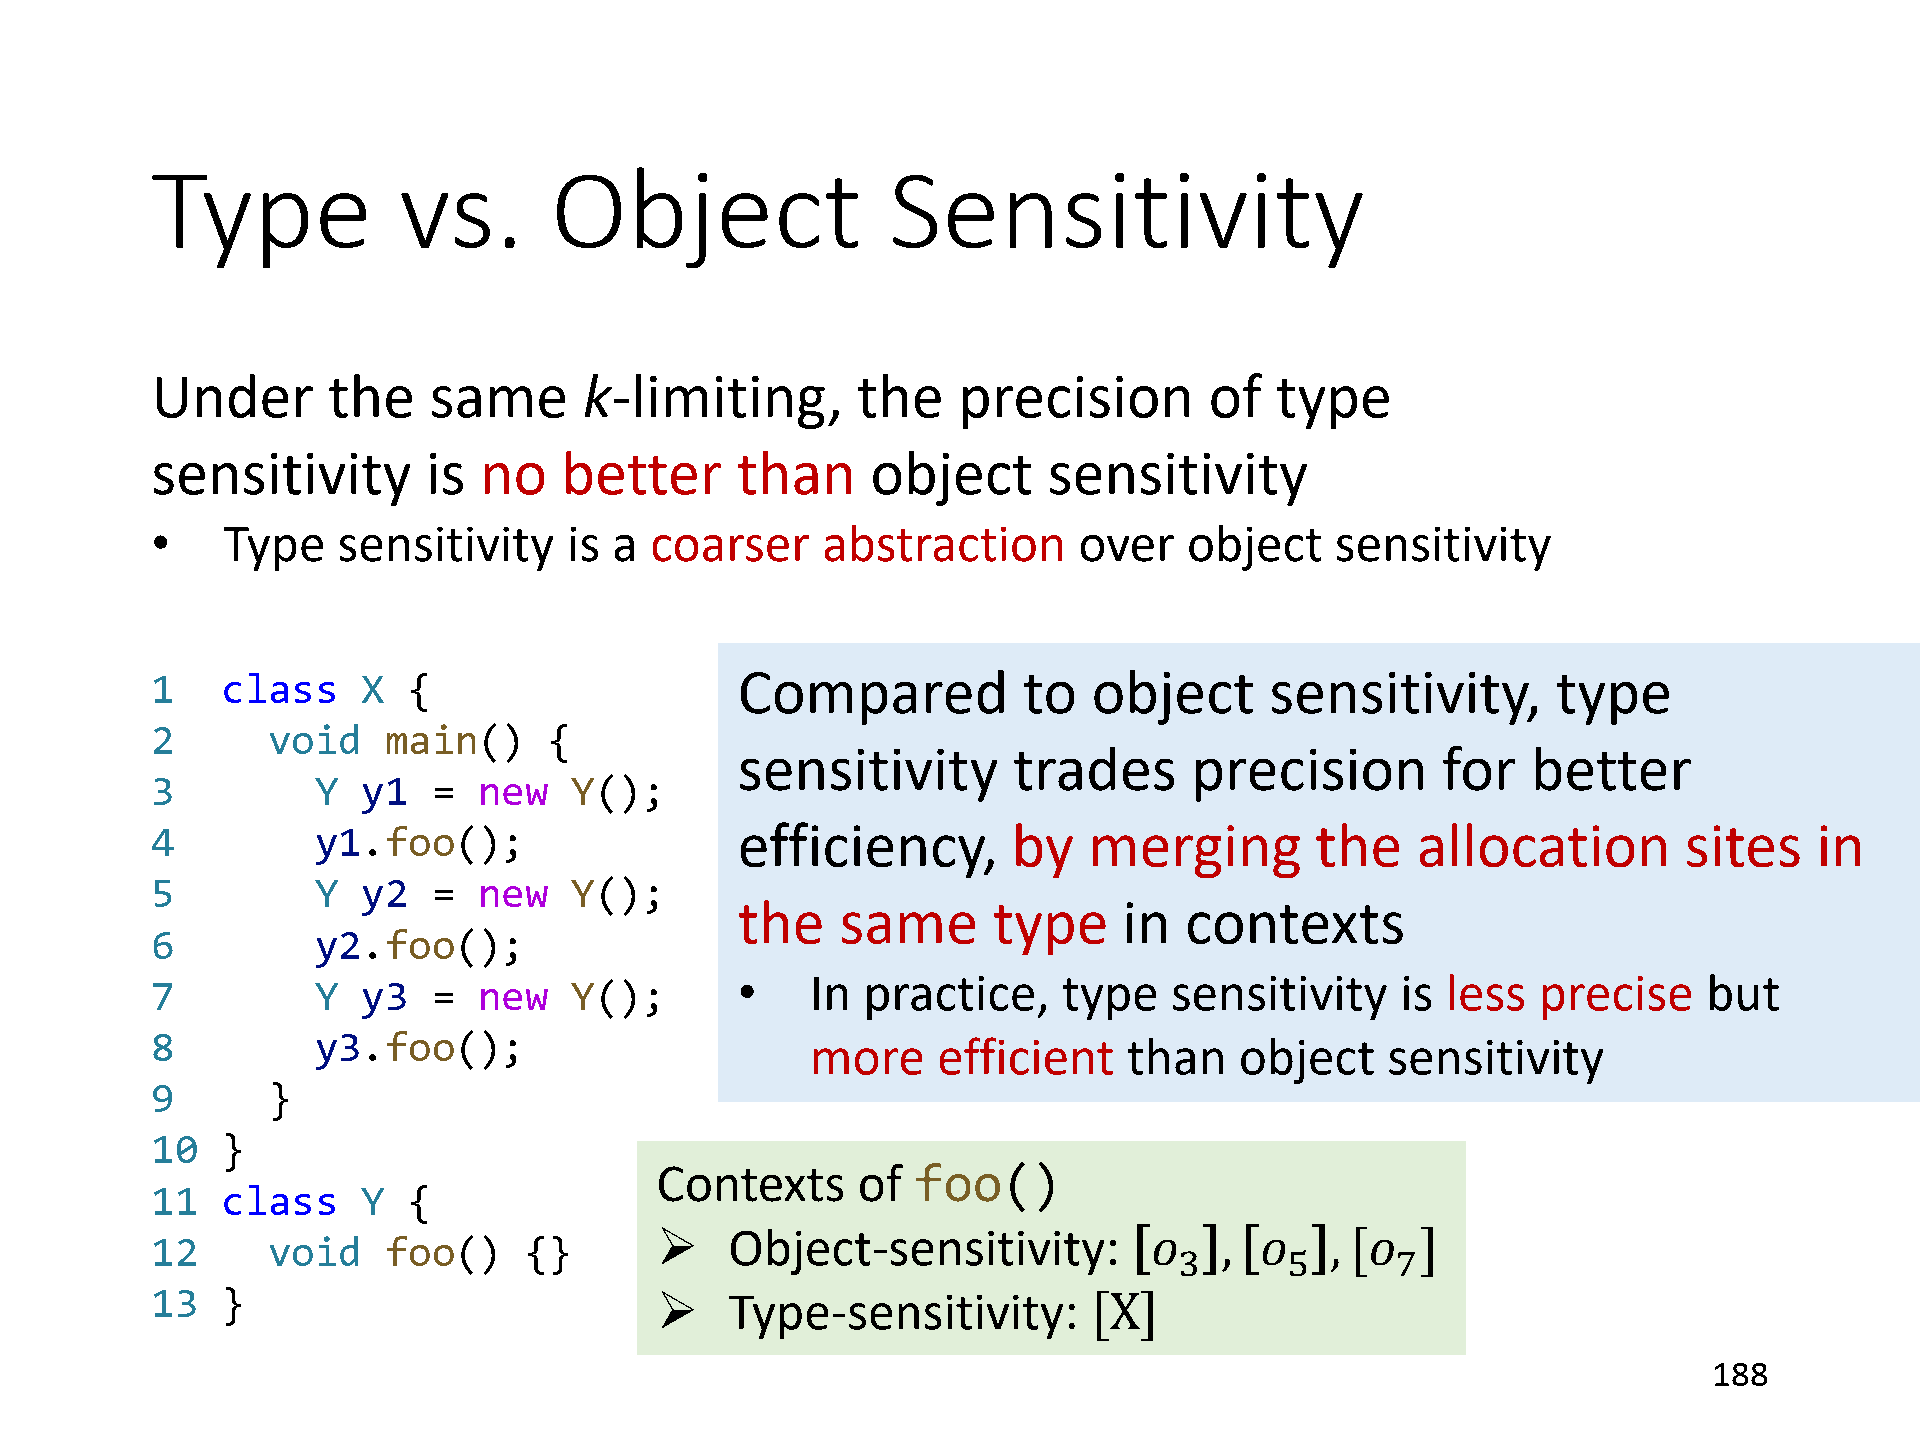 Type vs. Object Sensitivity
Under the same k-limiting, the precision of type
sensitivity is no better than object sensitivity
• Type sensitivity is a coarser abstraction over object sensitivity
1 class X {
2   void main() {
3     Y y1 = new Y();
4     y1.foo();
5     Y y2 = new Y();
6     y2.foo();
7     Y y3 = new Y();
8     y3.foo();
9   }
10 }
11 class Y {
12   void foo() {}
13 }
Compared to object sensitivity, type
sensitivity trades precision for better
efficiency, by merging the allocation sites in
the same type in contexts
• In practice, type sensitivity is less precise but
more efficient than object sensitivity
Contexts of foo()
➢ Object-sensitivity: [𝑜₃], [𝑜₅], [𝑜₇]
➢ Type-sensitivity: [X]
188